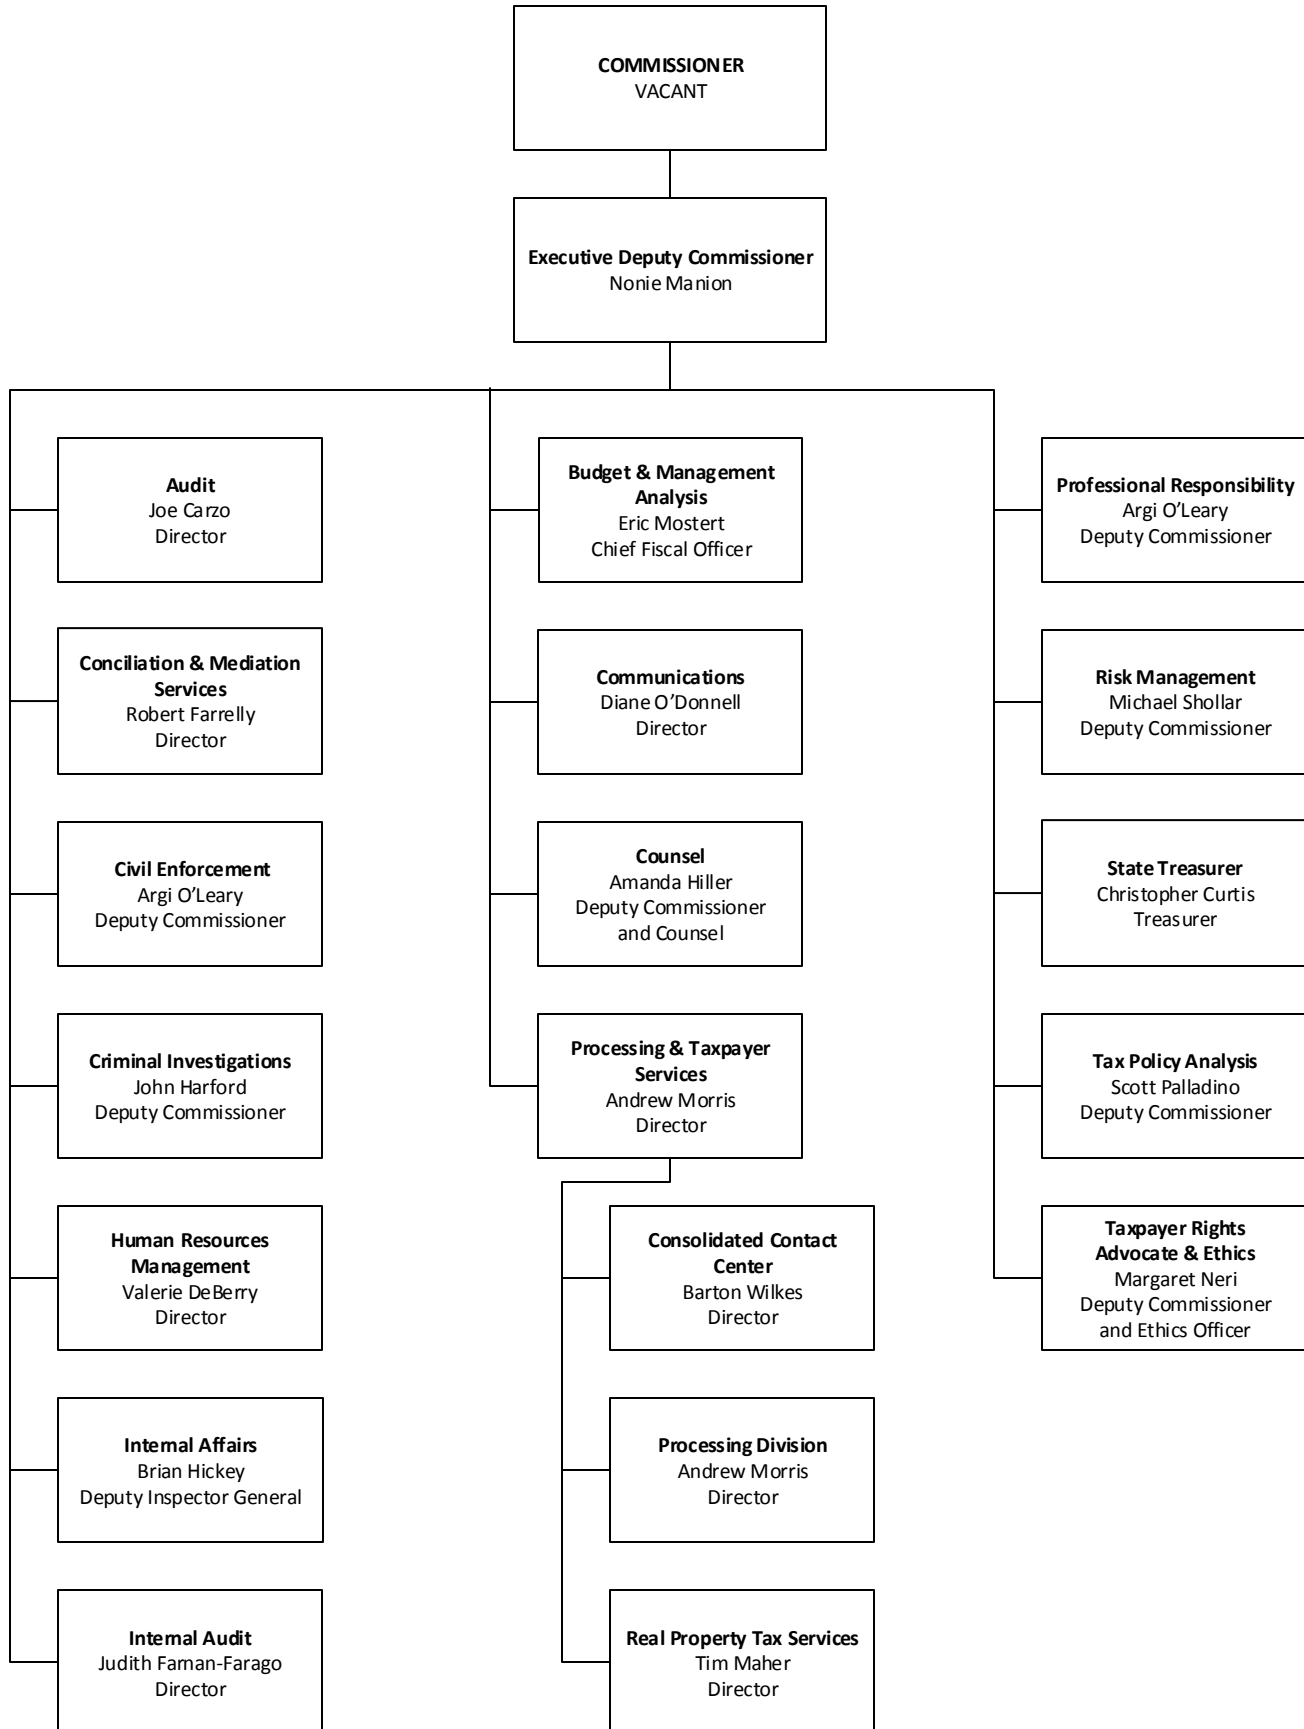 COMMISSIONER
VACANT
Executive Deputy Commissioner
Nonie Manion
Audit
Joe Carzo
Director
Conciliation & Mediation
Services
Robert Farrelly
Director
Civil Enforcement
Argi O’Leary
Deputy Commissioner
Criminal Investigations
John Harford
Deputy Commissioner
Human Resources
Management
Valerie DeBerry
Director
Internal Affairs
Brian Hickey
Deputy Inspector General
Internal Audit
Judith Farnan-Farago
Director
Budget & Management
Analysis
Eric Mostert
Chief Fiscal Officer
Communications
Diane O’Donnell
Director
Counsel
Amanda Hiller
Deputy Commissioner
and Counsel
Processing & Taxpayer
Services
Andrew Morris
Director
Consolidated Contact
Center
Barton Wilkes
Director
Processing Division
Andrew Morris
Director
Real Property Tax Services
Tim Maher
Director
Professional Responsibility
Argi O’Leary
Deputy Commissioner
Risk Management
Michael Shollar
Deputy Commissioner
State Treasurer
Christopher Curtis
Treasurer
Tax Policy Analysis
Scott Palladino
Deputy Commissioner
Taxpayer Rights
Advocate & Ethics
Margaret Neri
Deputy Commissioner
and Ethics Officer